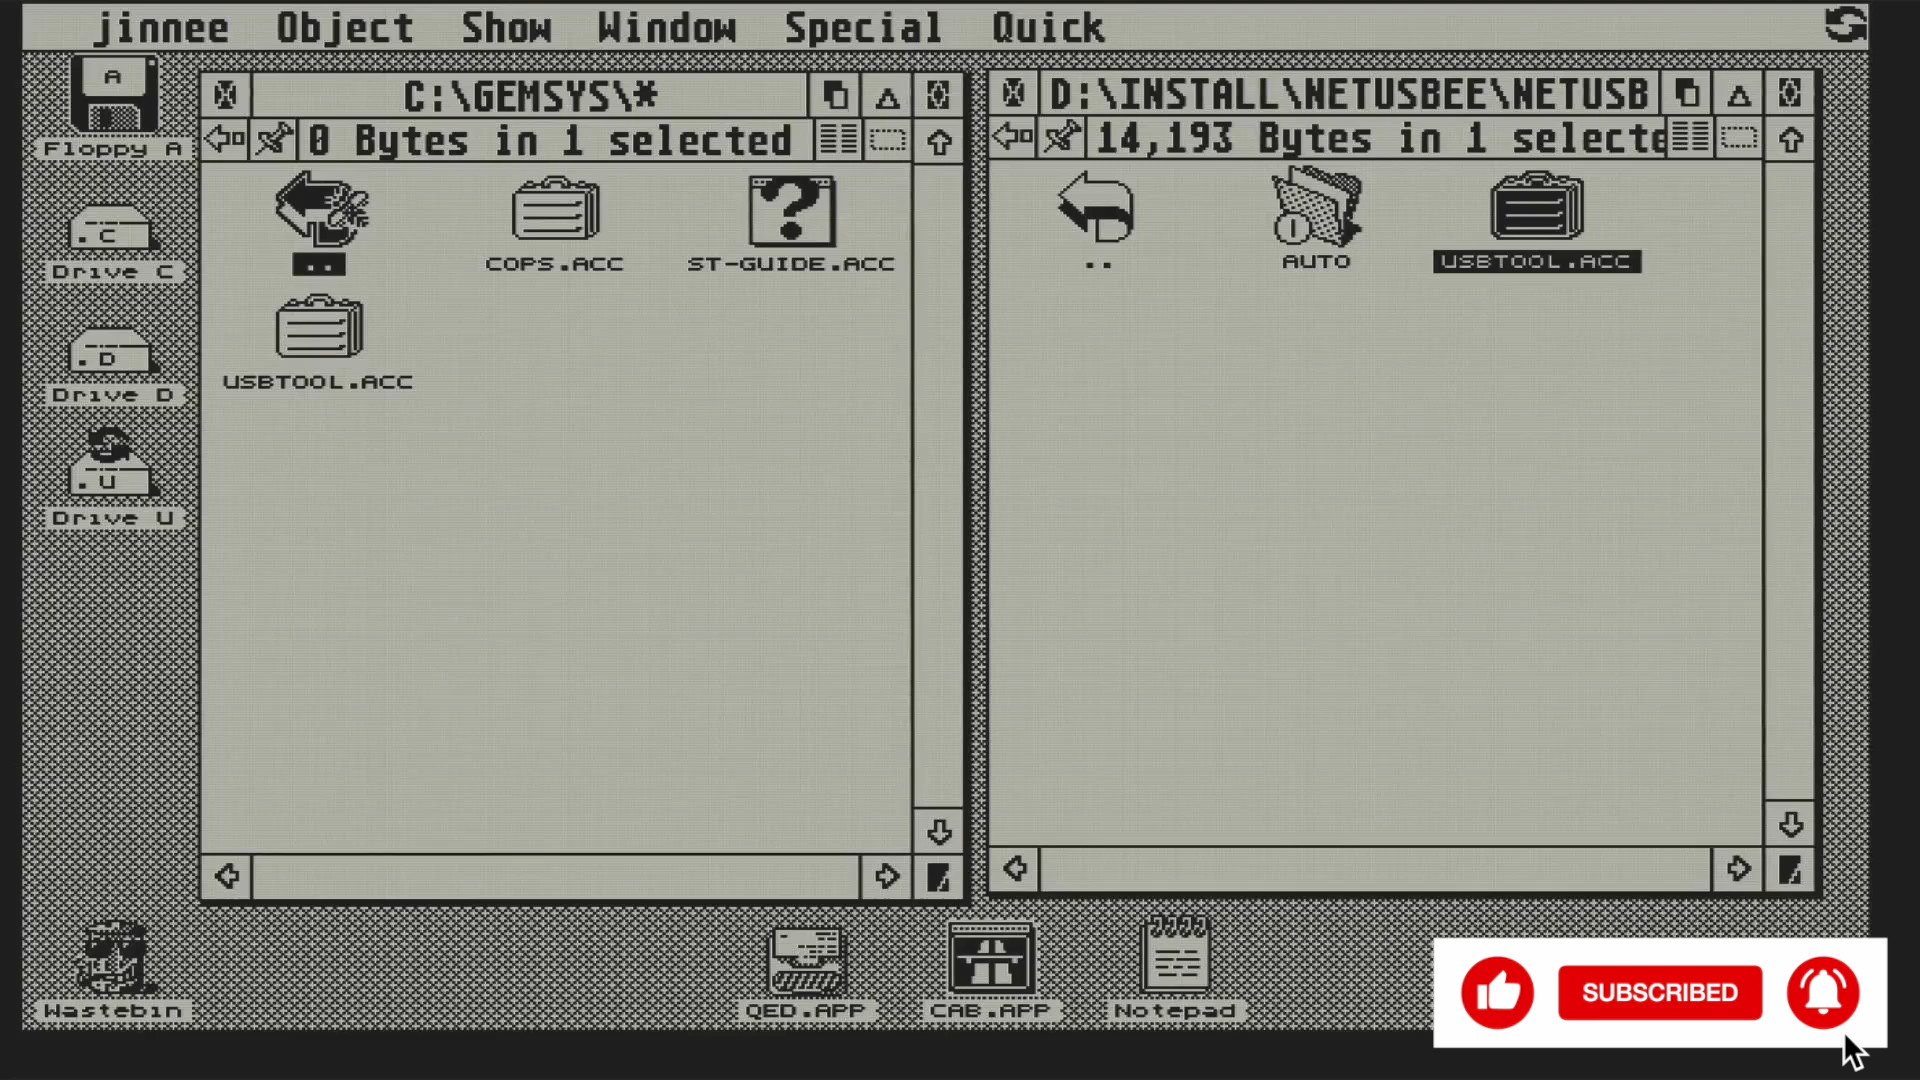 jinnee Object Show Window Special Quick
A
Floppy A
C
Drive C
D
Drive D
U
Drive U
C:\GEMSYS\*
0 Bytes in 1 selected
..
COPS.ACC
ST-GUIDE.ACC
USBTOOL.ACC
D:\INSTALL\NETUSBEE\NETUSB
14,193 Bytes in 1 selecte
..
AUTO
USBTOOL.ACC
Wastebin
QED.APP
CAB.APP
Notepad
SUBSCRIBED